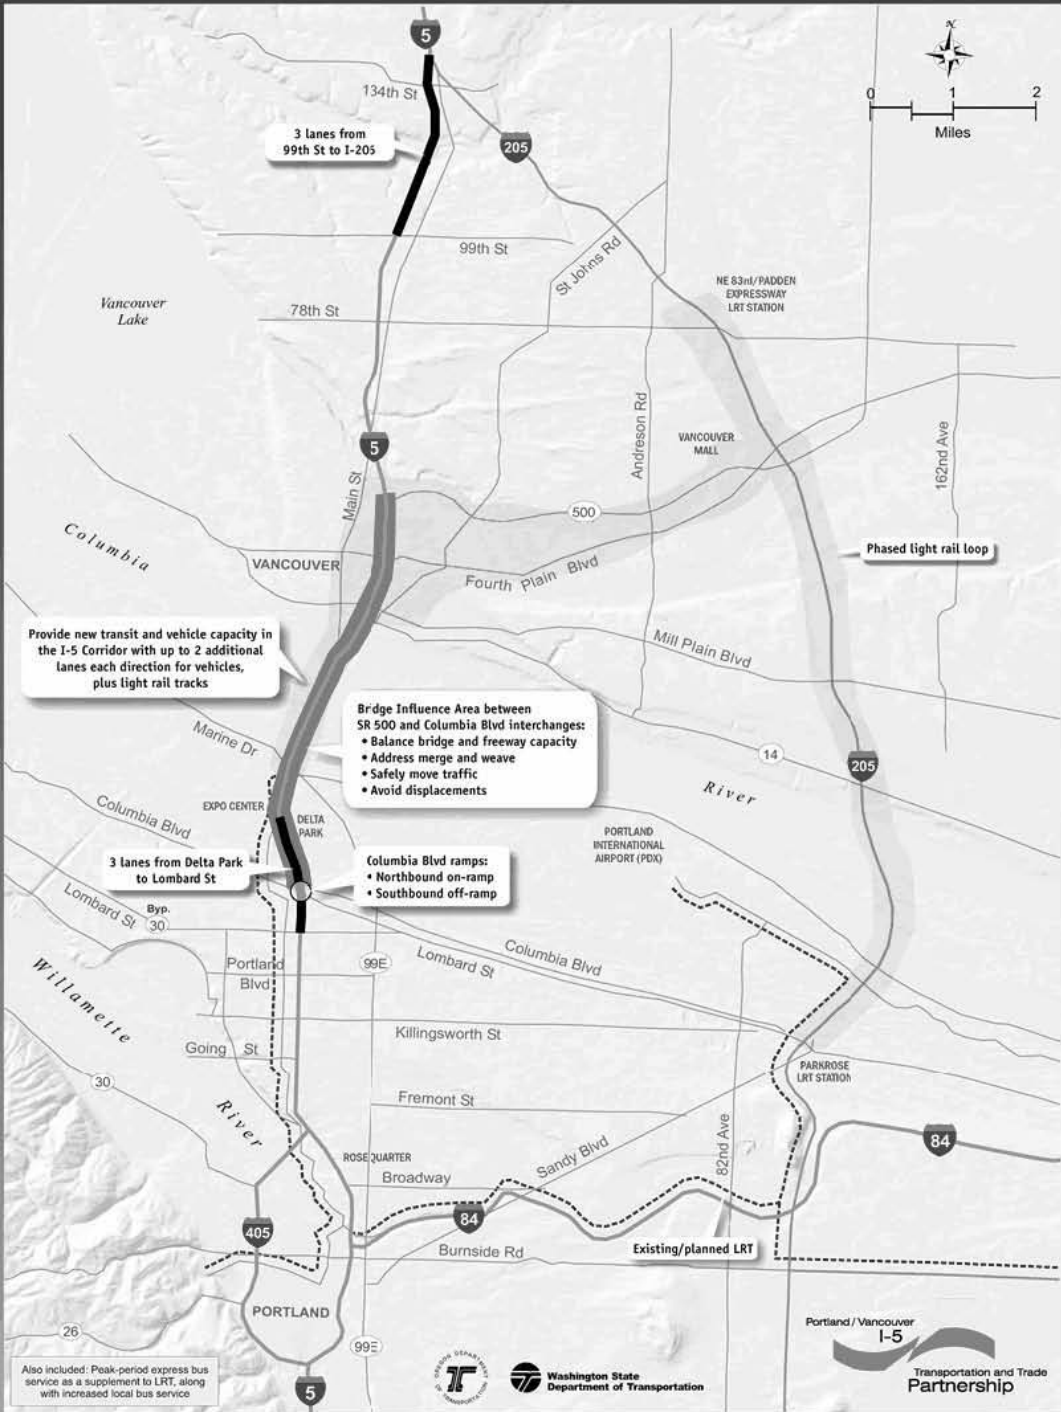 5
N
134th St
0 1 2
Miles
3 lanes from
99th St to I-205
205
99th St
St Johns Rd
NE 83rd/PADDEN
EXPRESSWAY
LRT STATION
Vancouver
Lake
78th St
Andreson Rd
VANCOUVER
MALL
162nd Ave
5
Main St
500
Columbia
VANCOUVER
Fourth Plain Blvd
Phased light rail loop
Provide new transit and vehicle capacity in
the I-5 Corridor with up to 2 additional
lanes each direction for vehicles,
plus light rail tracks
Mill Plain Blvd
Bridge Influence Area between
SR 500 and Columbia Blvd interchanges:
• Balance bridge and freeway capacity
• Address merge and weave
• Safely move traffic
• Avoid displacements
Marine Dr
14
205
River
EXPO CENTER
DELTA
PARK
Columbia Blvd
PORTLAND
INTERNATIONAL
AIRPORT (PDX)
3 lanes from Delta Park
to Lombard St
Columbia Blvd ramps:
• Northbound on-ramp
• Southbound off-ramp
Lombard St
Byp.
30
Portland
Blvd
99E
Lombard St
Columbia Blvd
Willamette
Killingsworth St
Going St
PARKROSE
LRT STATION
30
Fremont St
River
82nd Ave
84
ROSE QUARTER
Broadway
Sandy Blvd
405
84
Burnside Rd
Existing/planned LRT
PORTLAND
26
99E
5
Also included: Peak-period express bus
service as a supplement to LRT, along
with increased local bus service
OREGON DEPARTMENT
OF TRANSPORTATION
Washington State
Department of Transportation
Portland / Vancouver
I-5
Transportation and Trade
Partnership